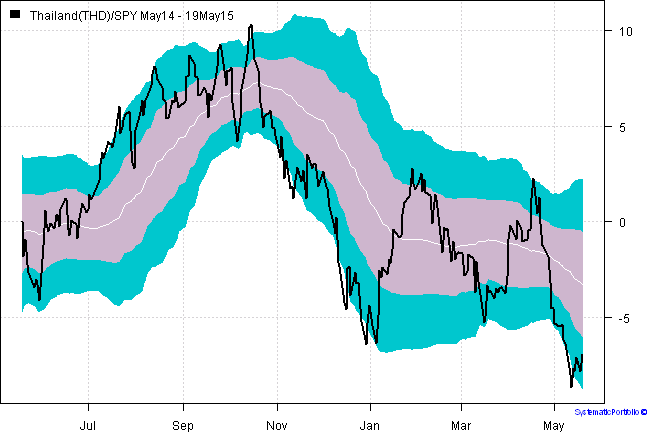 Thailand(THD)/SPY May14 - 19May15
10
5
0
-5
Jul Sep Nov Jan Mar May
SystematicPortfolio ©